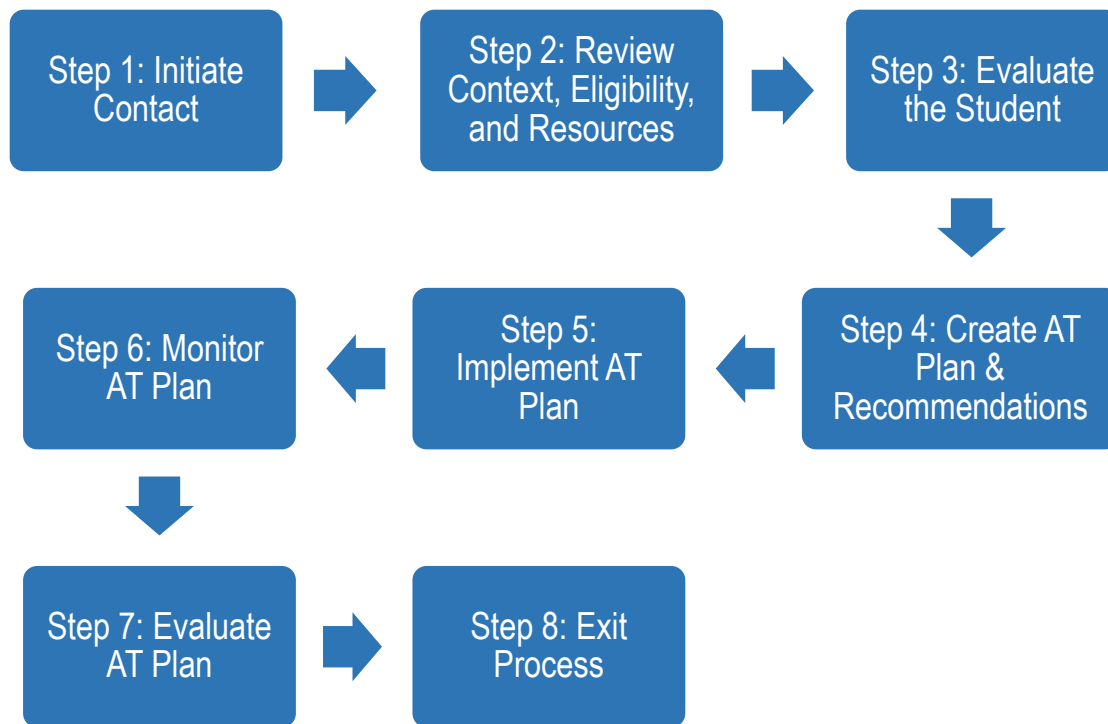 Step 1: Initiate
Contact
Step 2: Review
Context, Eligibility,
and Resources
Step 3: Evaluate
the Student
Step 4: Create AT
Plan &
Recommendations
Step 5:
Implement AT
Plan
Step 6: Monitor
AT Plan
Step 7: Evaluate
AT Plan
Step 8: Exit
Process